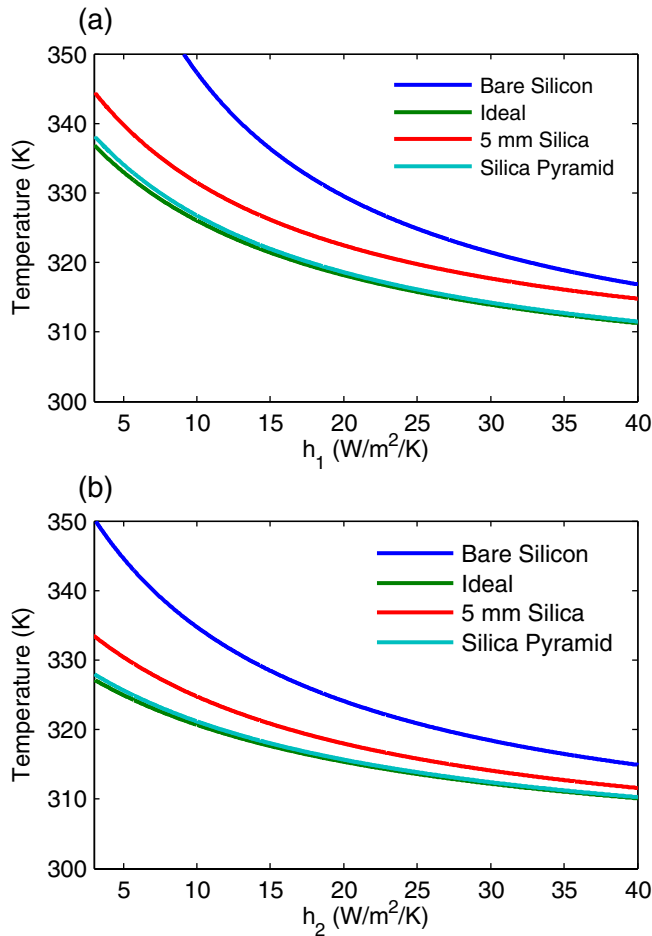 (a)
350
340
330
320
310
300
Temperature (K)
Bare Silicon
Ideal
5 mm Silica
Silica Pyramid
5 10 15 20 25 30 35 40
h₁ (W/m²/K)
(b)
350
340
330
320
310
300
Temperature (K)
Bare Silicon
Ideal
5 mm Silica
Silica Pyramid
5 10 15 20 25 30 35 40
h₂ (W/m²/K)